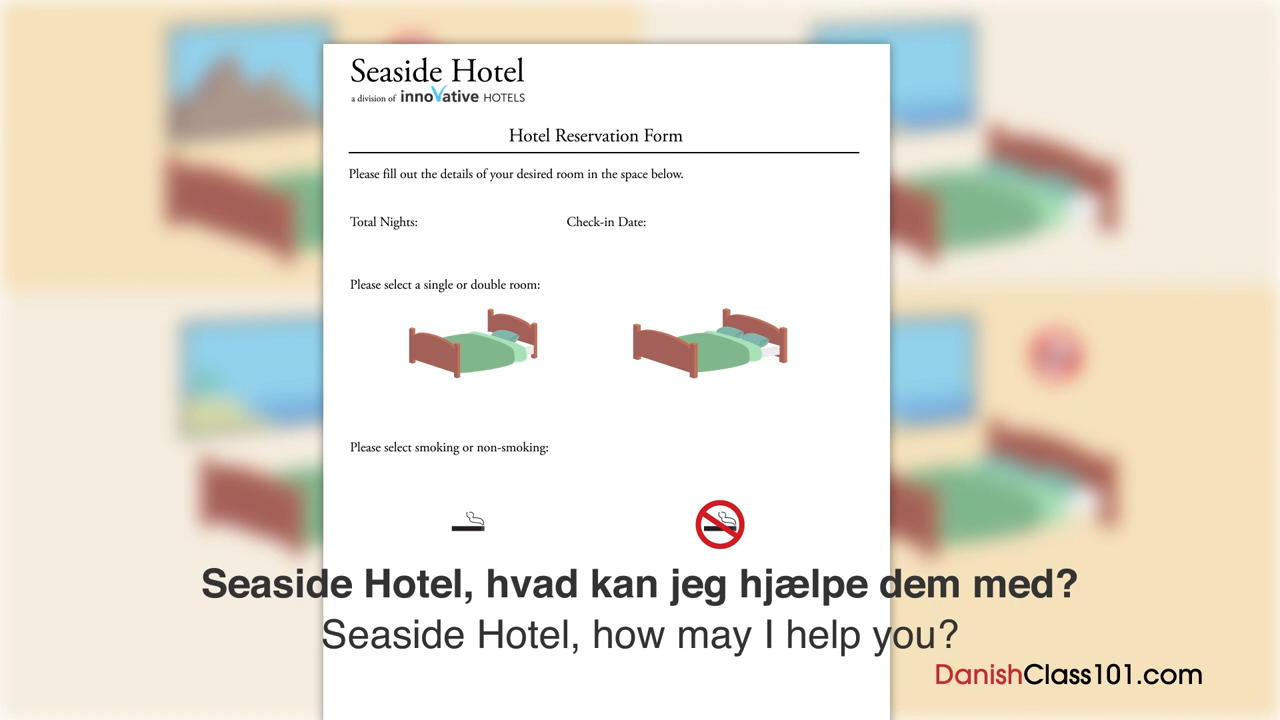 Seaside Hotel
a division of innovative HOTELS
Hotel Reservation Form
Please fill out the details of your desired room in the space below.
Total Nights: Check-in Date:
Please select a single or double room:
Please select smoking or non-smoking:
Seaside Hotel, hvad kan jeg hjælpe dem med?
Seaside Hotel, how may I help you?
DanishClass101.com